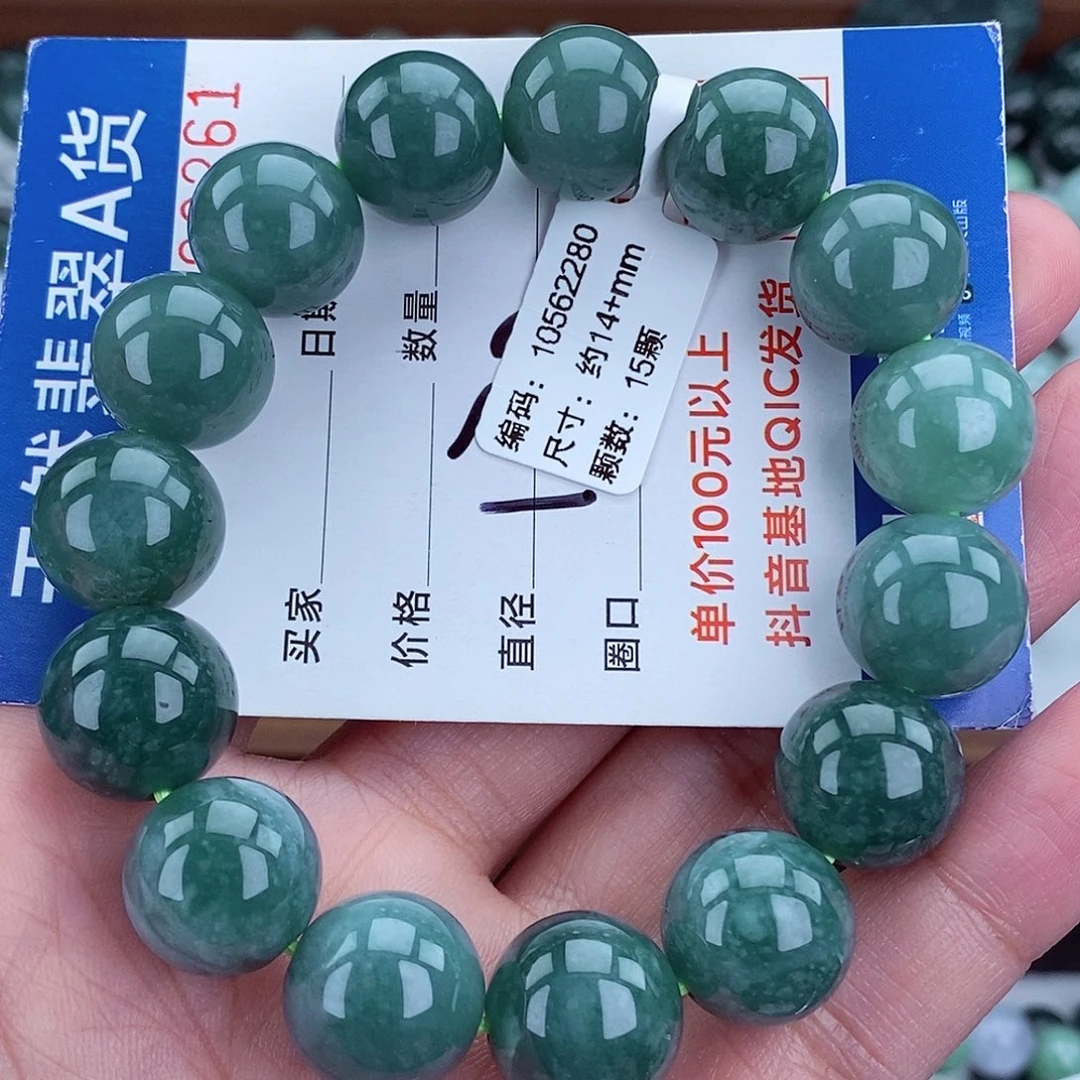 翡翠A货
261
日期
数量
买家
价格
直径
圈口
编码：10562280
尺寸：约14+mm
颗数：15颗
单价100元以上
抖音基地QIC发货